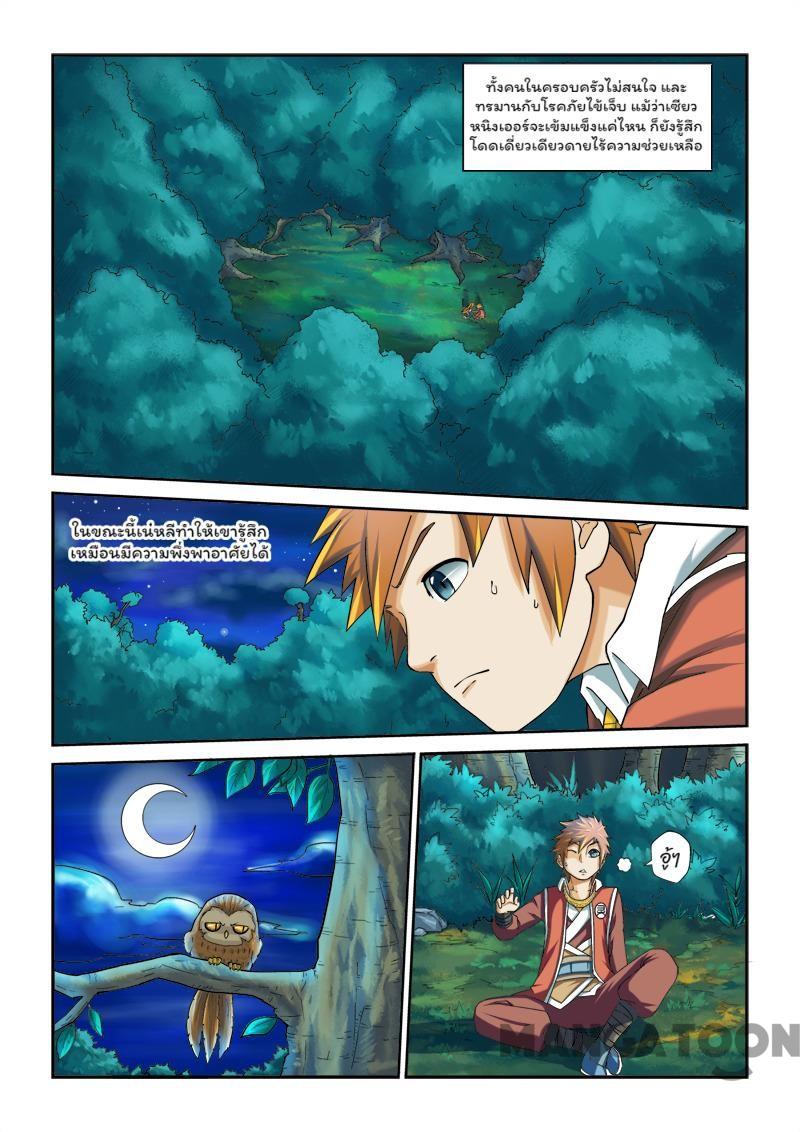 ทั้งคนในครอบครัวไม่สนใจ และ
ทรมานกับโรคภัยไข้เจ็บ แม้ว่าเซียว
หนิงเออร์จะเข้มแข็งแค่ไหน ก็ยังรู้สึก
โดดเดี่ยวเดียวดายไร้ความช่วยเหลือ
ในขณะนี้เน่หลีทำให้เขารู้สึก
เหมือนมีความพึ่งพาอาศัยได้
อู้ๆ
MANGATOON